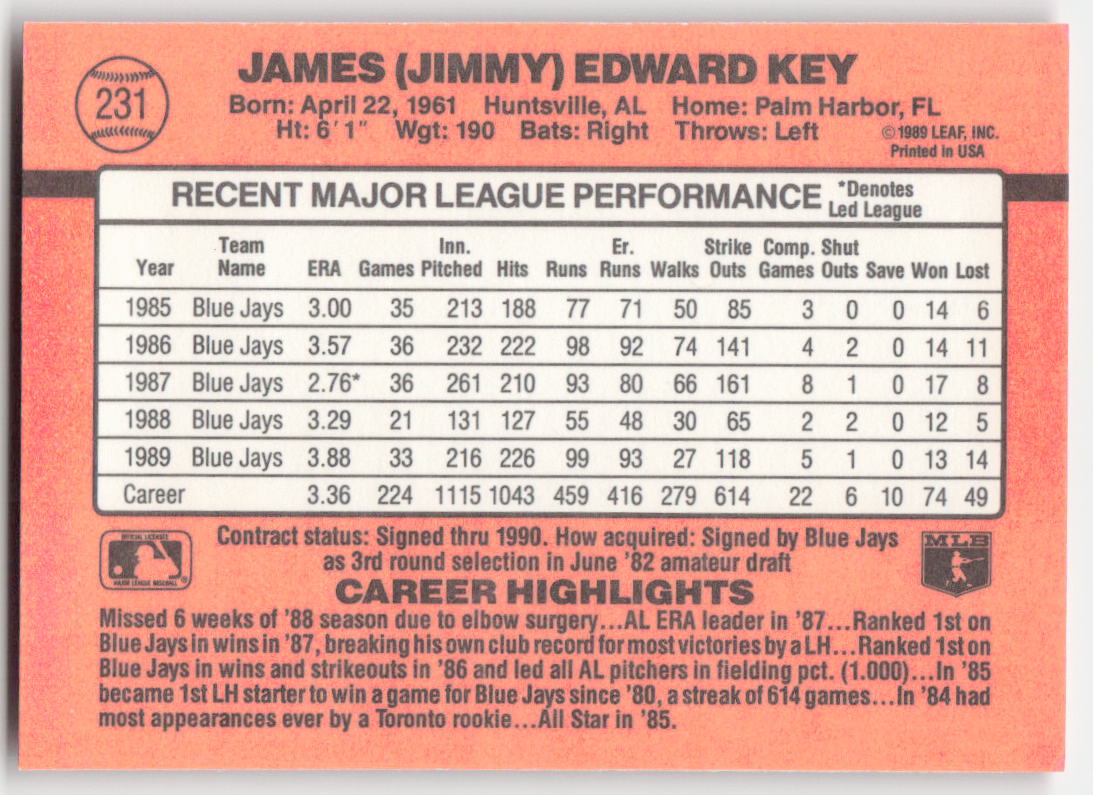 231
JAMES (JIMMY) EDWARD KEY
Born: April 22, 1961 Huntsville, AL Home: Palm Harbor, FL
Ht: 6'1" Wgt: 190 Bats: Right Throws: Left
©1989 LEAF, INC.
Printed in USA
RECENT MAJOR LEAGUE PERFORMANCE *Denotes
Led League
Team Inn. Er. Strike Comp. Shut
Year Name ERA Games Pitched Hits Runs Runs Walks Outs Games Outs Save Won Lost
1985 Blue Jays 3.00 35 213 188 77 71 50 85 3 0 0 14 6
1986 Blue Jays 3.57 36 232 222 98 92 74 141 4 2 0 14 11
1987 Blue Jays 2.76* 36 261 210 93 80 66 161 8 1 0 17 8
1988 Blue Jays 3.29 21 131 127 55 48 30 65 2 2 0 12 5
1989 Blue Jays 3.88 33 216 226 99 93 27 118 5 1 0 13 14
Career 3.36 224 1115 1043 459 416 279 614 22 6 10 74 49
OFFICIAL LICENSEE
MAJOR LEAGUE BASEBALL
®
Contract status: Signed thru 1990. How acquired: Signed by Blue Jays
as 3rd round selection in June '82 amateur draft
MLB
CAREER HIGHLIGHTS
Missed 6 weeks of '88 season due to elbow surgery...AL ERA leader in '87...Ranked 1st on
Blue Jays in wins in '87, breaking his own club record for most victories by a LH...Ranked 1st on
Blue Jays in wins and strikeouts in '86 and led all AL pitchers in fielding pct. (1.000)...In '85
became 1st LH starter to win a game for Blue Jays since '80, a streak of 614 games...In '84 had
most appearances ever by a Toronto rookie...All Star in '85.